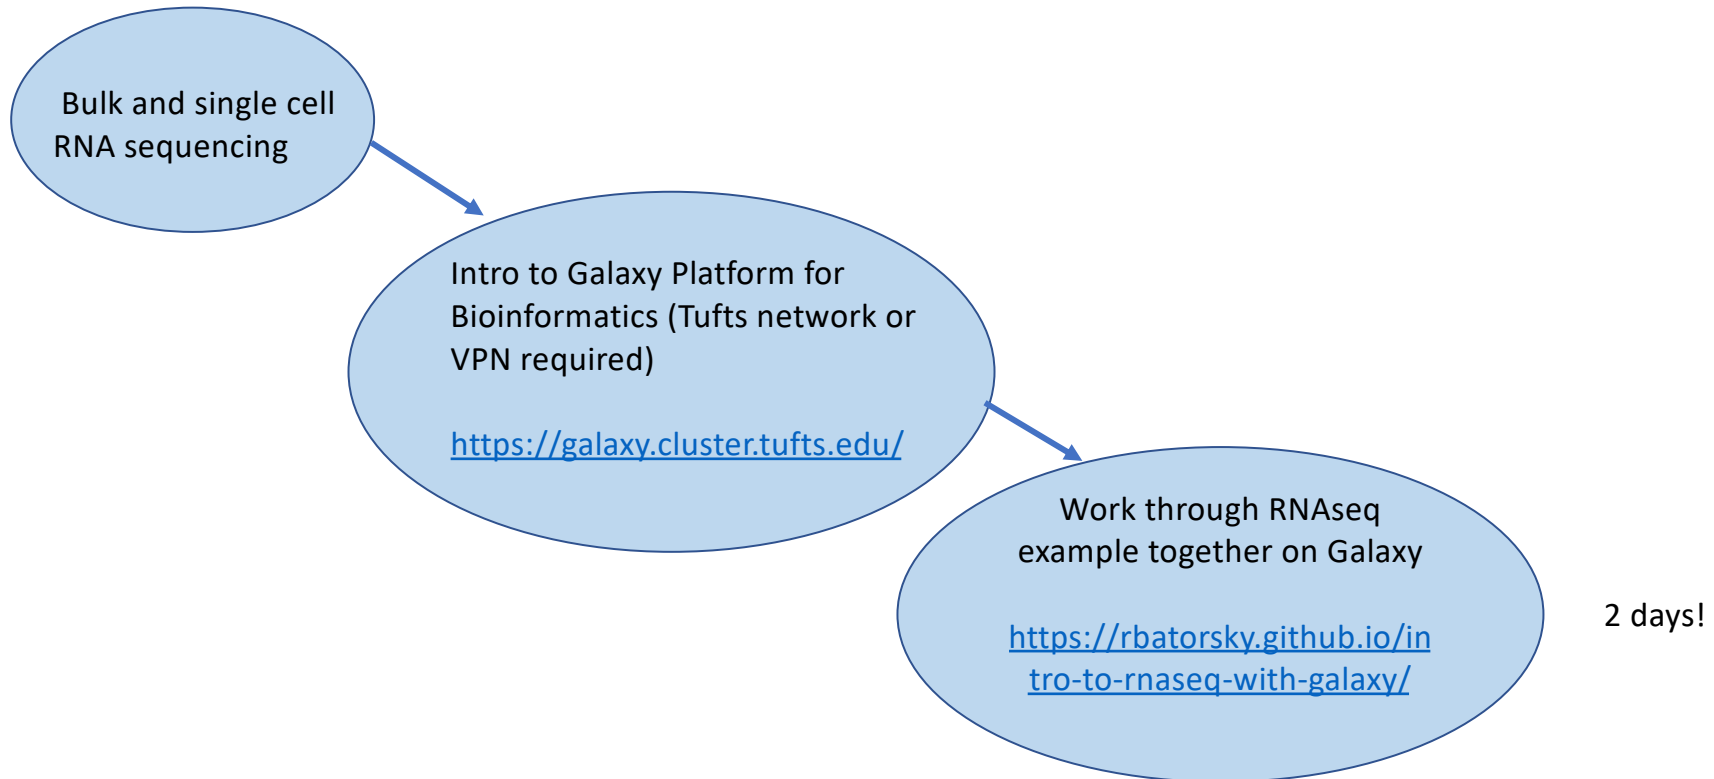 Bulk and single cell
RNA sequencing
Intro to Galaxy Platform for
Bioinformatics (Tufts network or
VPN required)
https://galaxy.cluster.tufts.edu/
Work through RNAseq
example together on Galaxy
https://rbatorsky.github.io/in
tro-to-rnaseq-with-galaxy/
2 days!